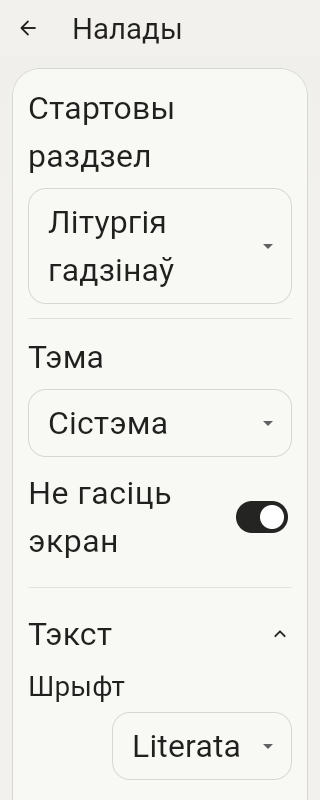 Налады
Стартовы
раздзел
Літургія
гадзінаў
Тэма
Сістэма
Не гасіць
экран
Тэкст
Шрыфт
Literata